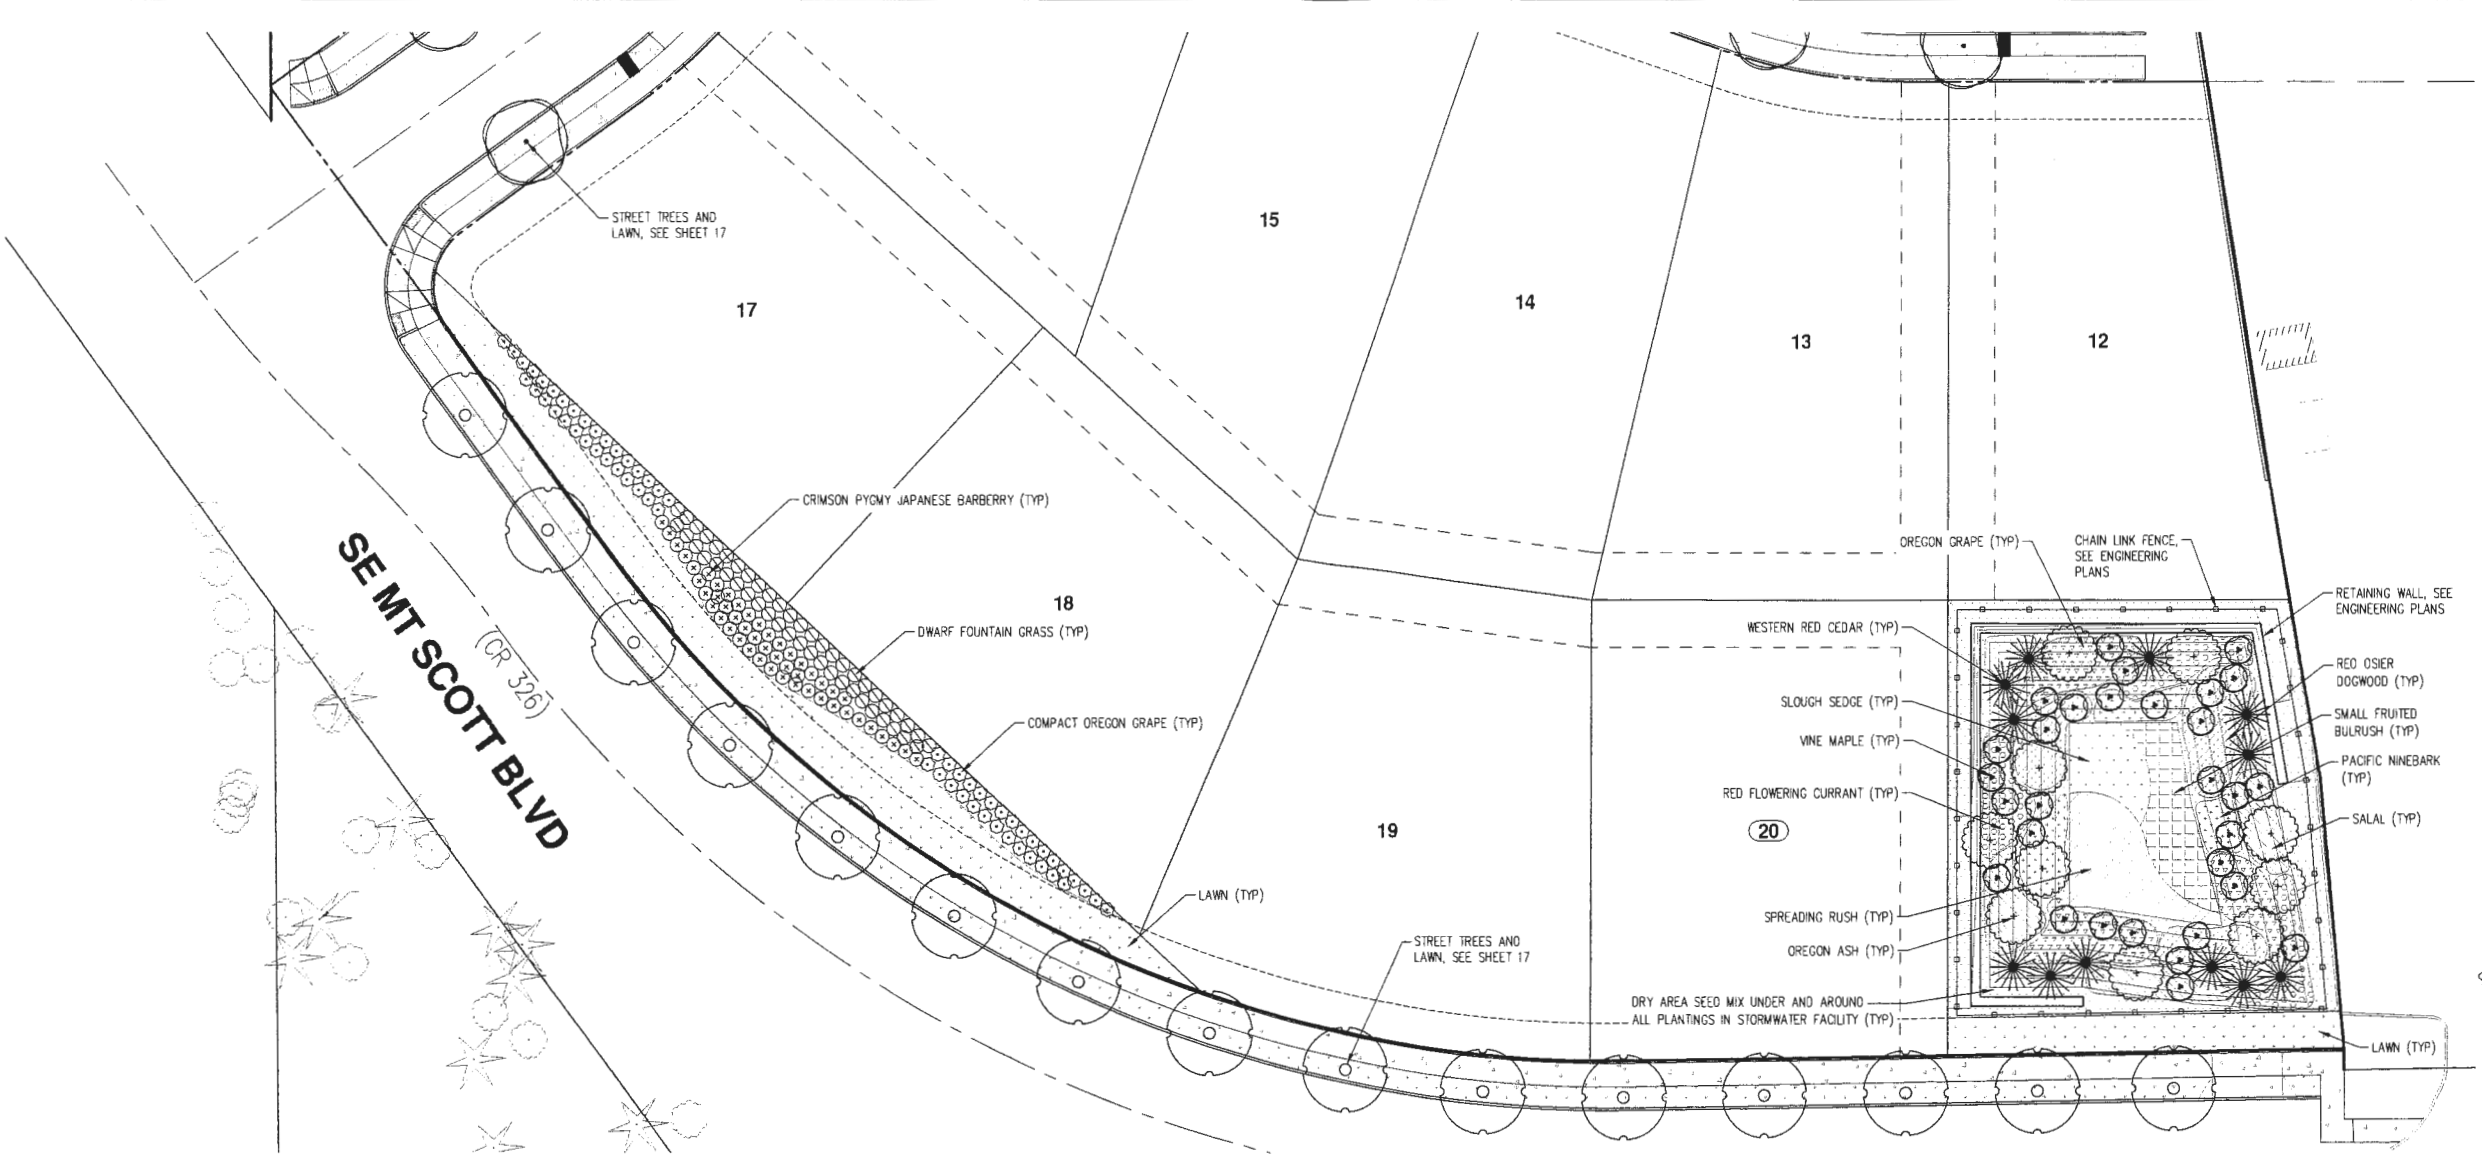 STREET TREES AND
LAWN, SEE SHEET 17
15
14
17
13
12
CRIMSON PYGMY JAPANESE BARBERRY (TYP)
OREGON GRAPE (TYP)
CHAIN LINK FENCE,
SEE ENGINEERING
PLANS
RETAINING WALL, SEE
ENGINEERING PLANS
18
DWARF FOUNTAIN GRASS (TYP)
WESTERN RED CEDAR (TYP)
RED OSIER
DOGWOOD (TYP)
SE MT SCOTT BLVD
(CR 326)
SLOUGH SEDGE (TYP)
SMALL FRUITED
BULRUSH (TYP)
COMPACT OREGON GRAPE (TYP)
VINE MAPLE (TYP)
PACIFIC NINEBARK
(TYP)
RED FLOWERING CURRANT (TYP)
SALAL (TYP)
19
20
LAWN (TYP)
SPREADING RUSH (TYP)
STREET TREES AND
LAWN, SEE SHEET 17
OREGON ASH (TYP)
DRY AREA SEED MIX UNDER AND AROUND
ALL PLANTINGS IN STORMWATER FACILITY (TYP)
LAWN (TYP)